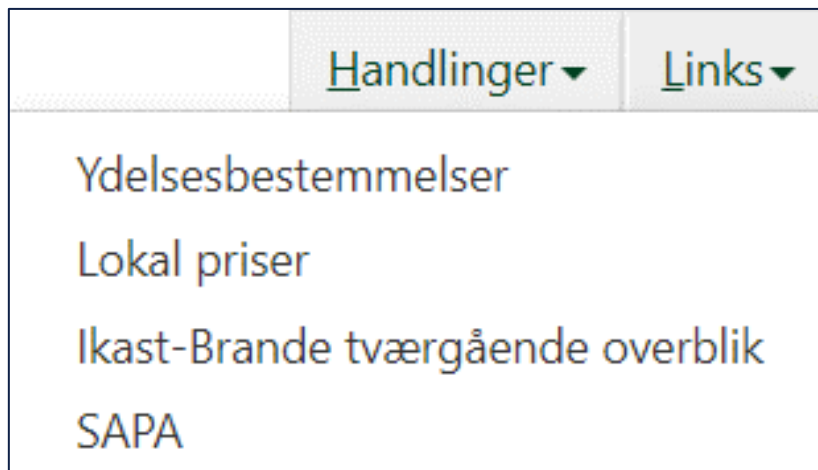 Handlinger Links
Ydelsesbestemmelser
Lokal priser
Ikast-Brande tværgående overblik
SAPA